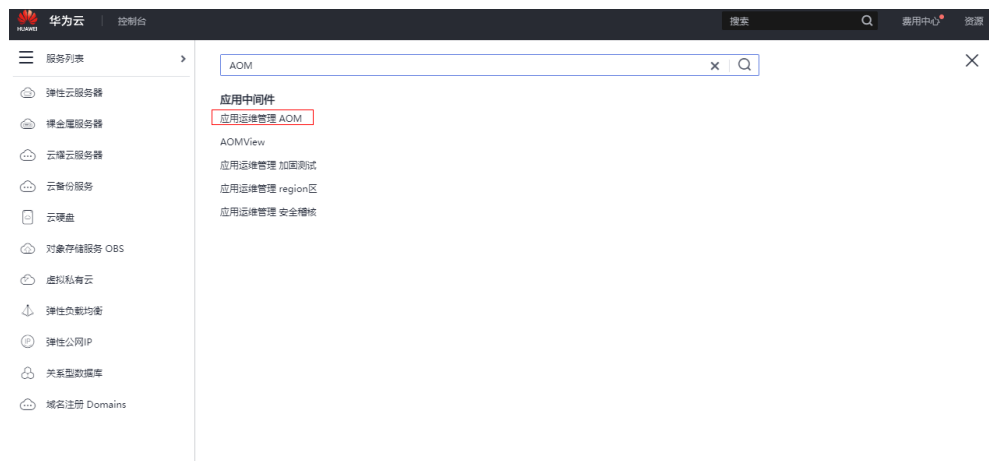 HUAWEI 华为云 控制台 搜索 费用中心 资源
服务列表
AOM
弹性云服务器
应用中间件
裸金属服务器
应用运维管理 AOM
AOMView
云耀云服务器
应用运维管理 加固测试
云备份服务
应用运维管理 region区
云硬盘
应用运维管理 安全稽核
对象存储服务 OBS
虚拟私有云
弹性负载均衡
弹性公网IP
关系型数据库
域名注册 Domains